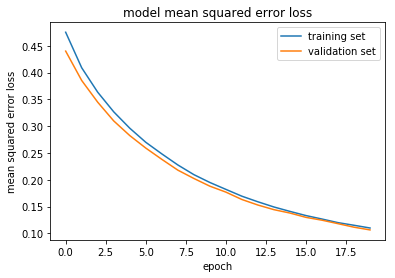 model mean squared error loss
training set
validation set
mean squared error loss
0.45
0.40
0.35
0.30
0.25
0.20
0.15
0.10
0.0 2.5 5.0 7.5 10.0 12.5 15.0 17.5
epoch